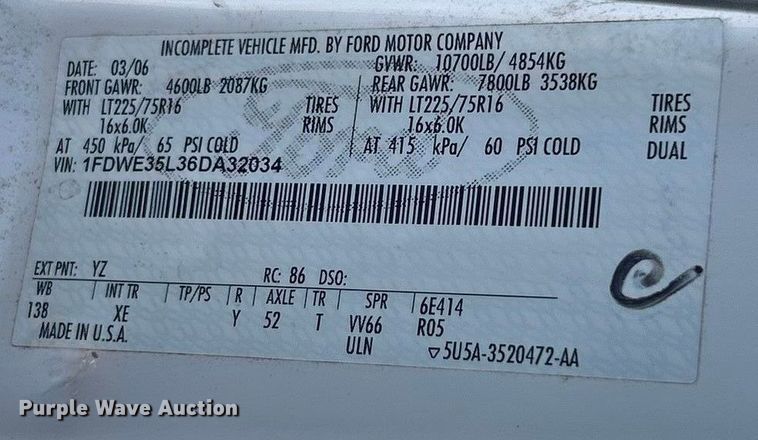 INCOMPLETE VEHICLE MFD. BY FORD MOTOR COMPANY
DATE: 03/06 GVWR: 10700LB/ 4854KG
FRONT GAWR: 4600LB 2087KG REAR GAWR: 7800LB 3538KG
WITH LT225/75R16 TIRES WITH LT225/75R16 TIRES
16x6.0K RIMS 16x6.0K RIMS
AT 450 kPa/ 65 PSI COLD AT 415 kPa/ 60 PSI COLD DUAL
VIN: 1FDWE35L36DA32034
Ford
EXT PNT: YZ RC: 86 DSO:
WB INT TR TP/PS R AXLE TR SPR 6E414
138 XE Y 52 T VV66 R05
MADE IN U.S.A. ULN ▽5U5A-3520472-AA
Purple Wave Auction